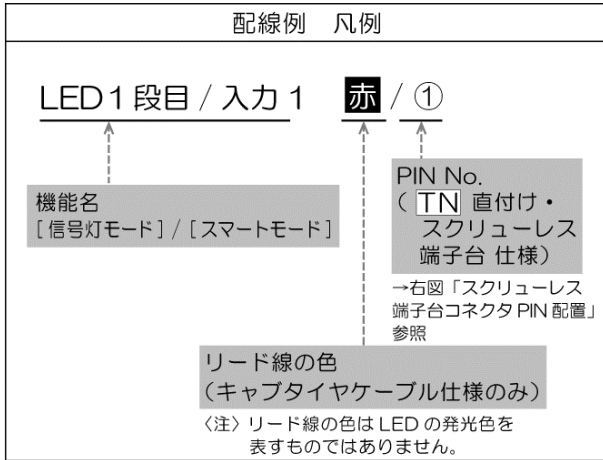 配線例　凡例
LED1段目 / 入力1　赤 / ①
機能名
[信号灯モード] / [スマートモード]
PIN No.
( TN 直付け・
スクリューレス
端子台 仕様)
→右図「スクリューレス
端子台コネクタPIN配置」
参照
リード線の色
(キャブタイヤケーブル仕様のみ)
〈注〉リード線の色はLEDの発光色を
表すものではありません。